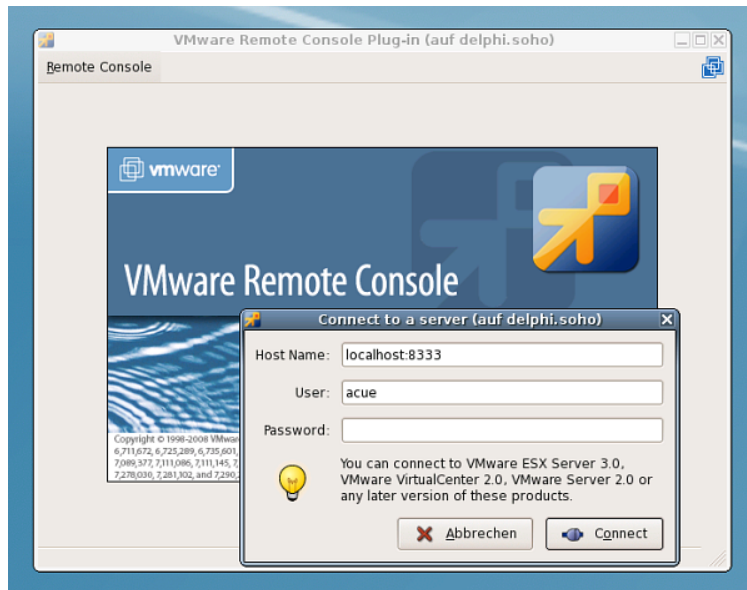 VMware Remote Console Plug-in (auf delphi.soho)
Remote Console
vmware
VMware Remote Console
Connect to a server (auf delphi.soho)
Host Name: localhost:8333
User: acue
Password:
Copyright © 1998-2008 VMwar
6,711,672, 6,725,289, 6,735,601,
7,089,377, 7,111,086, 7,111,145, 7,
7,278,030, 7,281,102, and 7,290,
You can connect to VMware ESX Server 3.0,
VMware VirtualCenter 2.0, VMware Server 2.0 or
any later version of these products.
Abbrechen
Connect